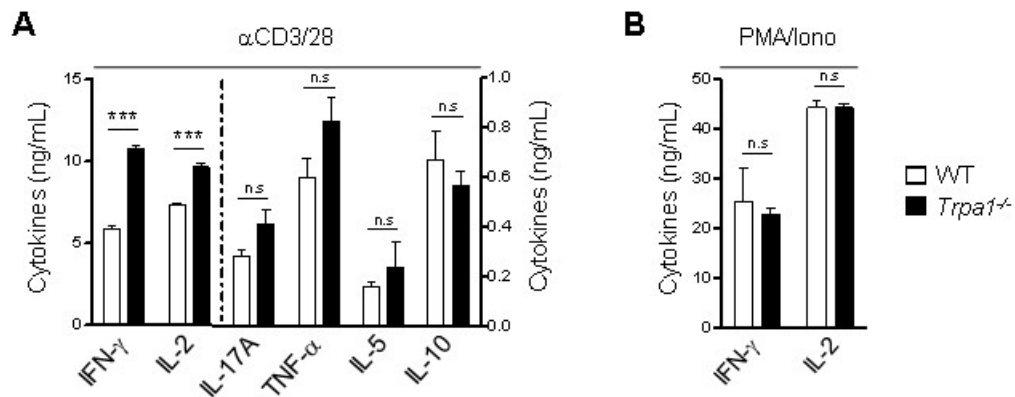 A
αCD3/28
Cytokines (ng/mL)
15
10
5
0
***
***
n.s
n.s
n.s
n.s
1.0
0.8
0.6
0.4
0.2
0.0
Cytokines (ng/mL)
IFN-γ
IL-2
IL-17A
TNF-α
IL-5
IL-10
B
PMA/Iono
Cytokines (ng/mL)
50
40
30
20
10
0
n.s
n.s
IFN-γ
IL-2
WT
Trpa1-/-